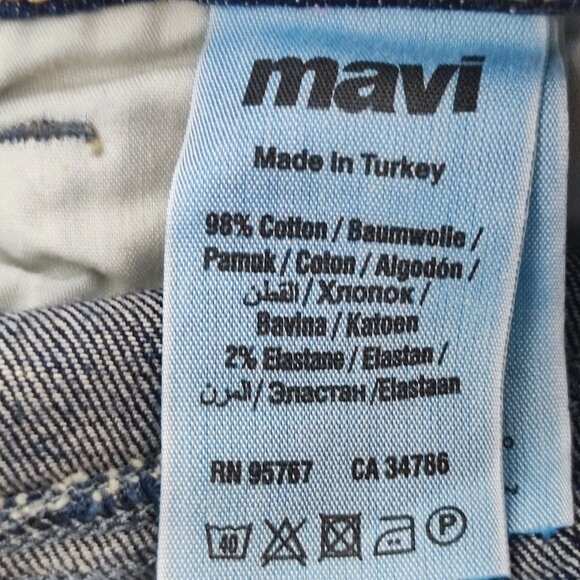 mavi
Made In Turkey
98% Cotton / Baumwolle /
Pamuk / Coton / Algodón /
القطن / Хлопок /
Bavina / Katoen
2% Elastane / Elastan /
المرن / Эластан /Elastaan
RN 95767 CA 34786
40 P